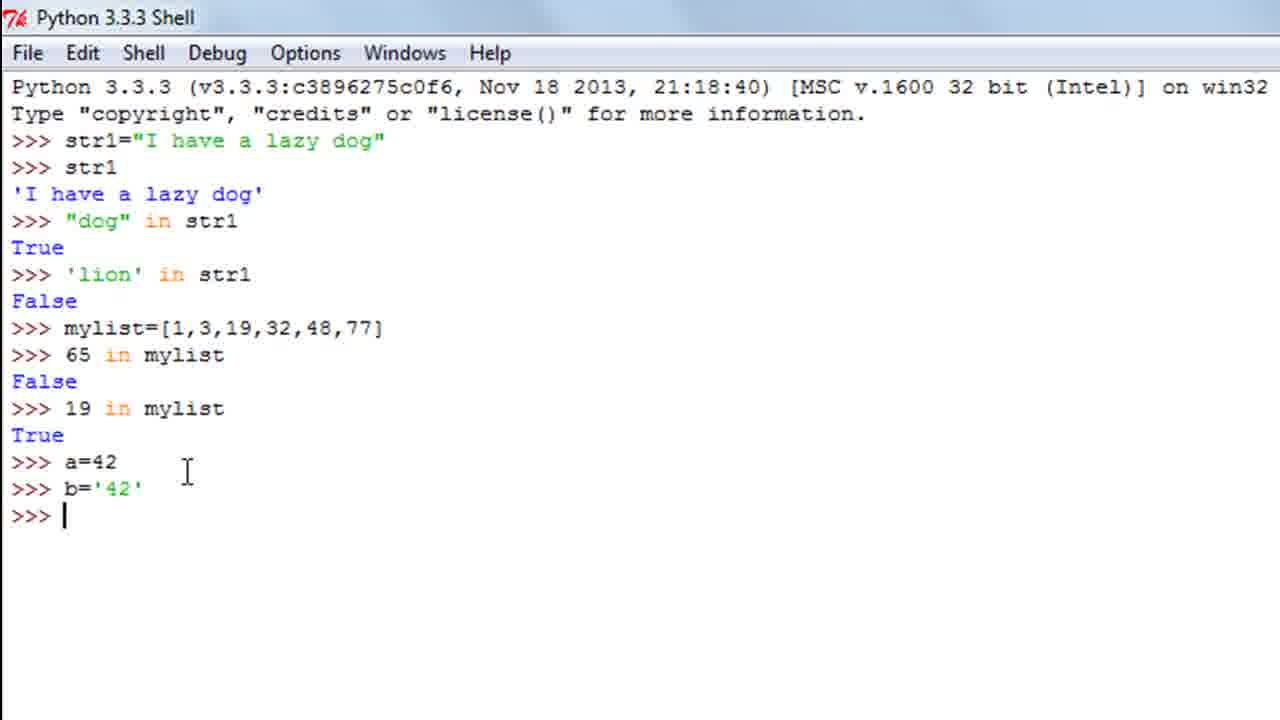 Python 3.3.3 Shell
File Edit Shell Debug Options Windows Help
Python 3.3.3 (v3.3.3:c3896275c0f6, Nov 18 2013, 21:18:40) [MSC v.1600 32 bit (Intel)] on win32
Type "copyright", "credits" or "license()" for more information.
>>> str1="I have a lazy dog"
>>> str1
'I have a lazy dog'
>>> "dog" in str1
True
>>> 'lion' in str1
False
>>> mylist=[1,3,19,32,48,77]
>>> 65 in mylist
False
>>> 19 in mylist
True
>>> a=42
>>> b='42'
>>>